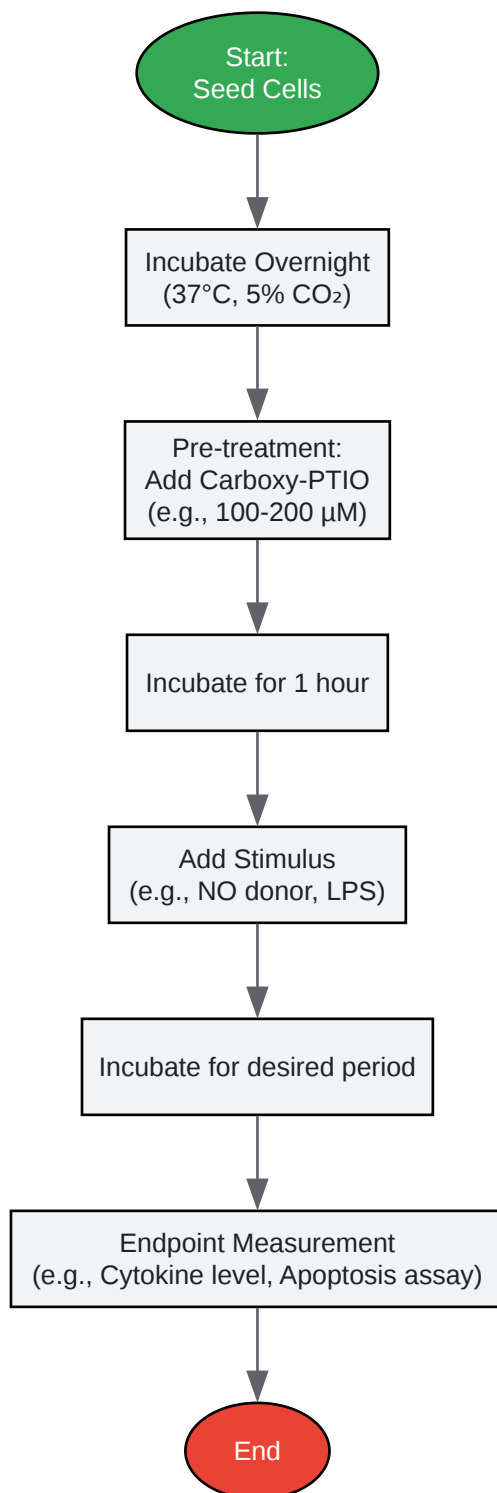 Start:
Seed Cells
Incubate Overnight
(37°C, 5% CO₂)
Pre-treatment:
Add Carboxy-PTIO
(e.g., 100-200 µM)
Incubate for 1 hour
Add Stimulus
(e.g., NO donor, LPS)
Incubate for desired period
Endpoint Measurement
(e.g., Cytokine level, Apoptosis assay)
End